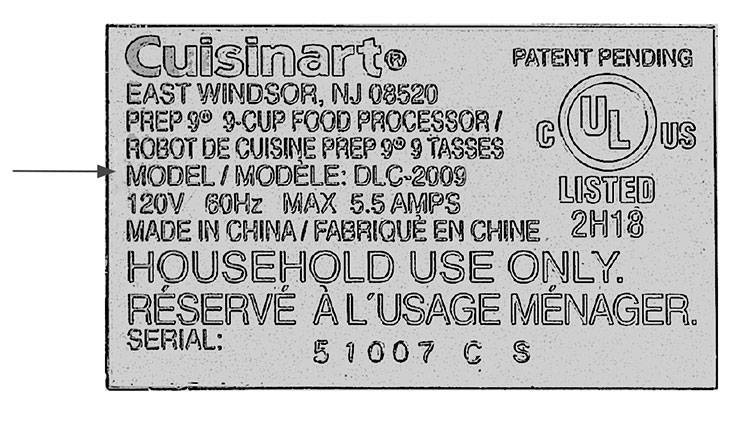 Cuisinart®
EAST WINDSOR, NJ 08520
PREP 9® 9-CUP FOOD PROCESSOR /
ROBOT DE CUISINE PREP 9® 9 TASSES
MODEL / MODÈLE: DLC-2009
120V 60Hz MAX 5.5 AMPS
MADE IN CHINA / FABRIQUÉ EN CHINE
PATENT PENDING
C UL US
LISTED
2H18
HOUSEHOLD USE ONLY.
RÉSERVÉ À L'USAGE MÉNAGER.
SERIAL: 51007 C S